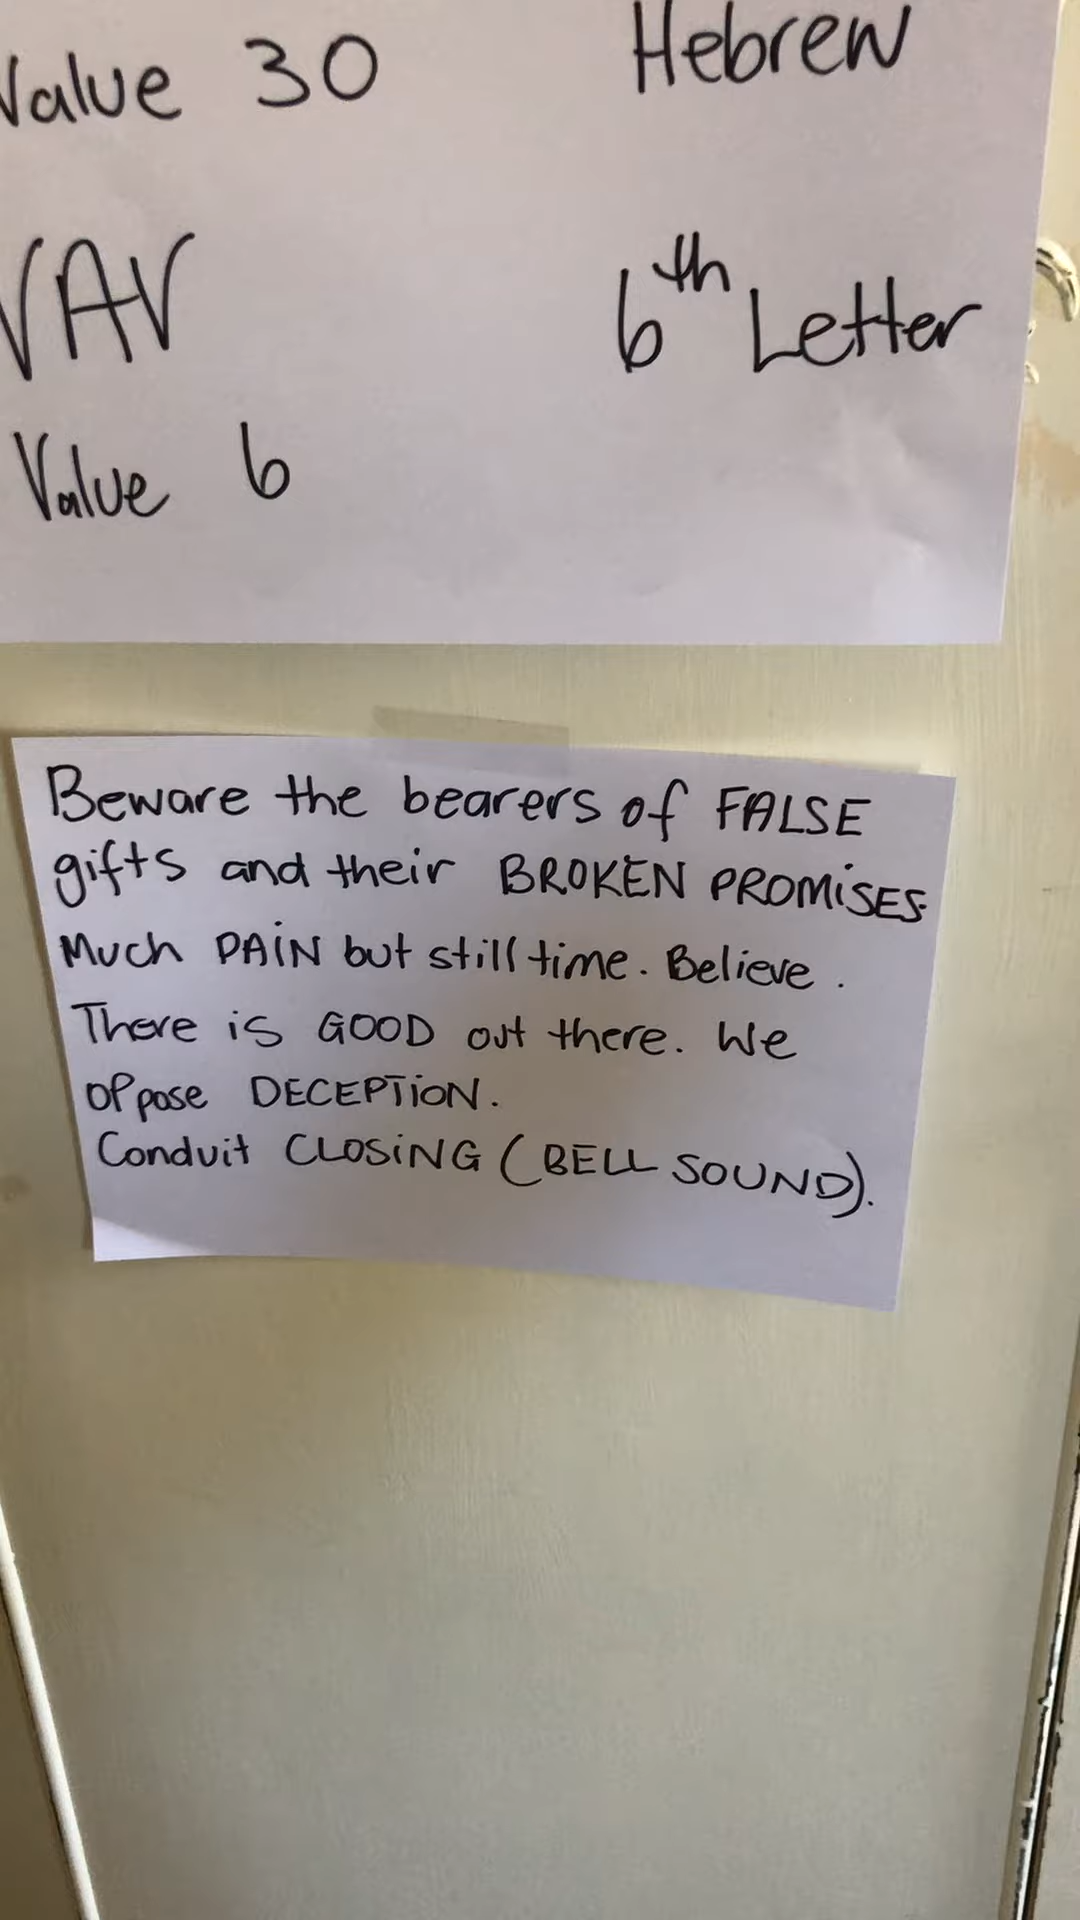 Value 30 Hebrew
VAV 6th Letter
Value 6
Beware the bearers of FALSE
gifts and their BROKEN PROMiSES.
Much PAiN but still time. Believe.
There is GOOD out there. We
oppose DECEPTiON.
Conduit CLOSiNG (BELL SOUND).